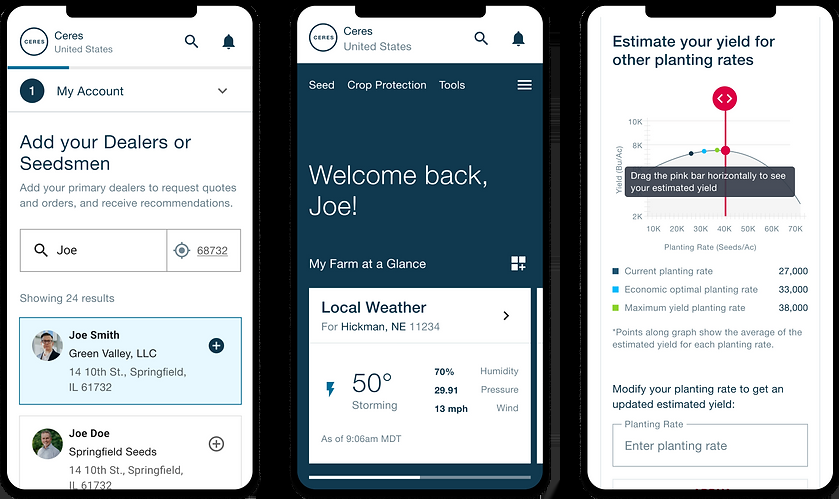 CERES
Ceres
United States
1
My Account
Add your Dealers or
Seedsmen
Add your primary dealers to request quotes
and orders, and receive recommendations.
Joe
68732
Showing 24 results
Joe Smith
Green Valley, LLC
14 10th St., Springfield,
IL 61732
Joe Doe
Springfield Seeds
14 10th St., Springfield,
IL 61732
CERES
Ceres
United States
Seed Crop Protection Tools
Welcome back,
Joe!
My Farm at a Glance
Local Weather
For Hickman, NE 11234
50°
Storming
70% Humidity
29.91 Pressure
13 mph Wind
As of 9:06am MDT
Estimate your yield for
other planting rates
10K
8K
Yield (Bu/Ac)
Drag the pink bar horizontally to see
your estimated yield
2K
10K 20K 30K 40K 50K 60K 70K
Planting Rate (Seeds/Ac)
Current planting rate 27,000
Economic optimal planting rate 33,000
Maximum yield planting rate 38,000
*Points along graph show the average of the
estimated yield for each planting rate.
Modify your planting rate to get an
updated estimated yield:
Planting Rate
Enter planting rate